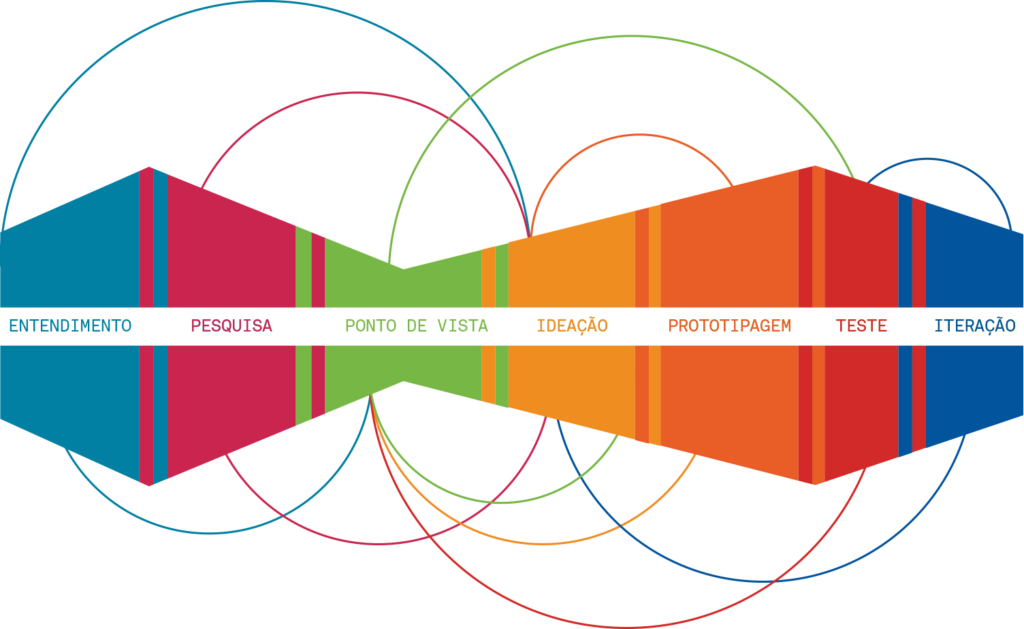 ENTENDIMENTO PESQUISA PONTO DE VISTA IDEAÇÃO PROTOTIPAGEM TESTE ITERAÇÃO